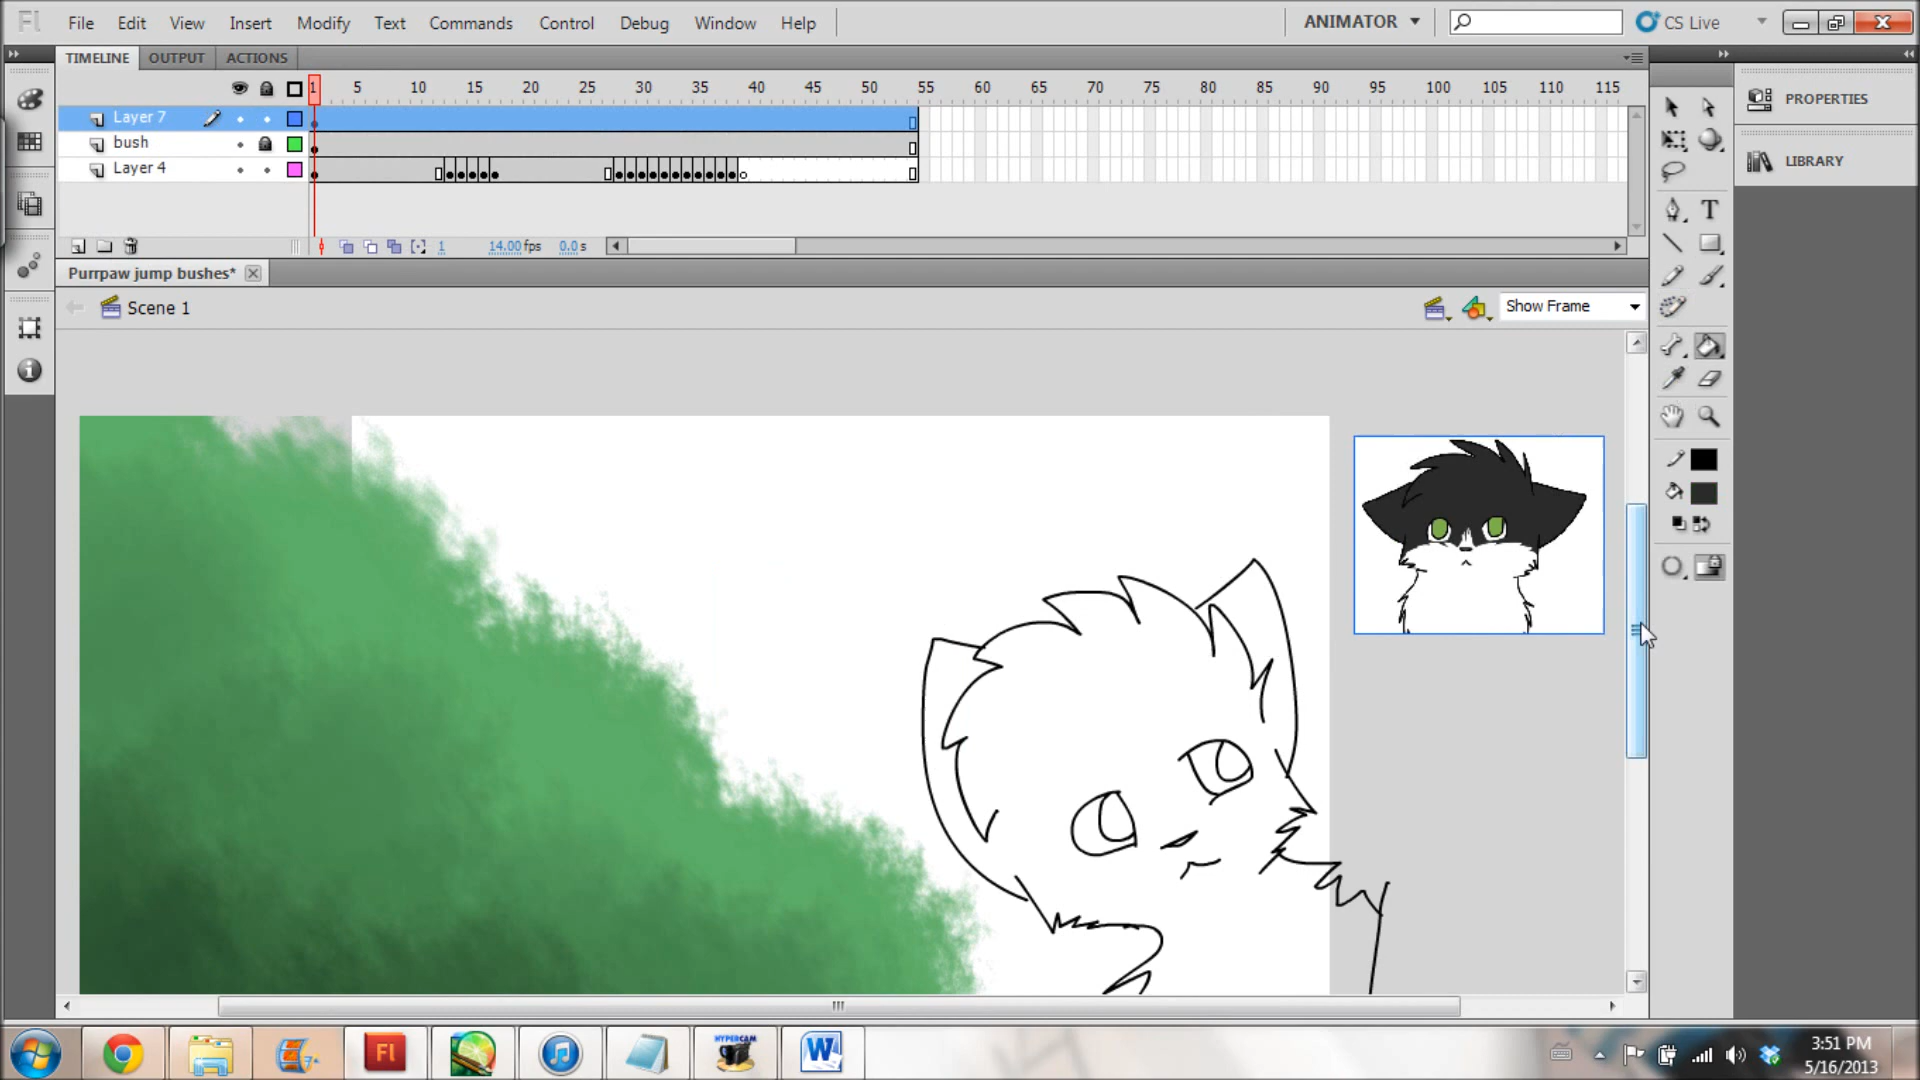 Fl File Edit View Insert Modify Text Commands Control Debug Window Help ANIMATOR CS Live
TIMELINE OUTPUT ACTIONS
1 5 10 15 20 25 30 35 40 45 50 55 60 65 70 75 80 85 90 95 100 105 110 115
Layer 7
bush
Layer 4
1 14.00 fps 0.0 s
Purrpaw jump bushes*
Scene 1
Show Frame
PROPERTIES
LIBRARY
T
Fl
HYPERCAM
W
3:51 PM
5/16/2013